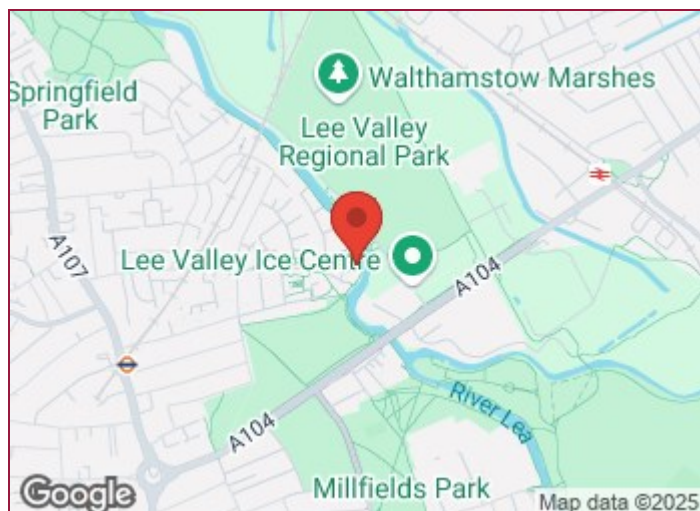 Walthamstow Marshes
Springfield
Park
Lee Valley
Regional Park
A107
Lee Valley Ice Centre
A104
River Lea
A104
Millfields Park
Google
Map data ©2025